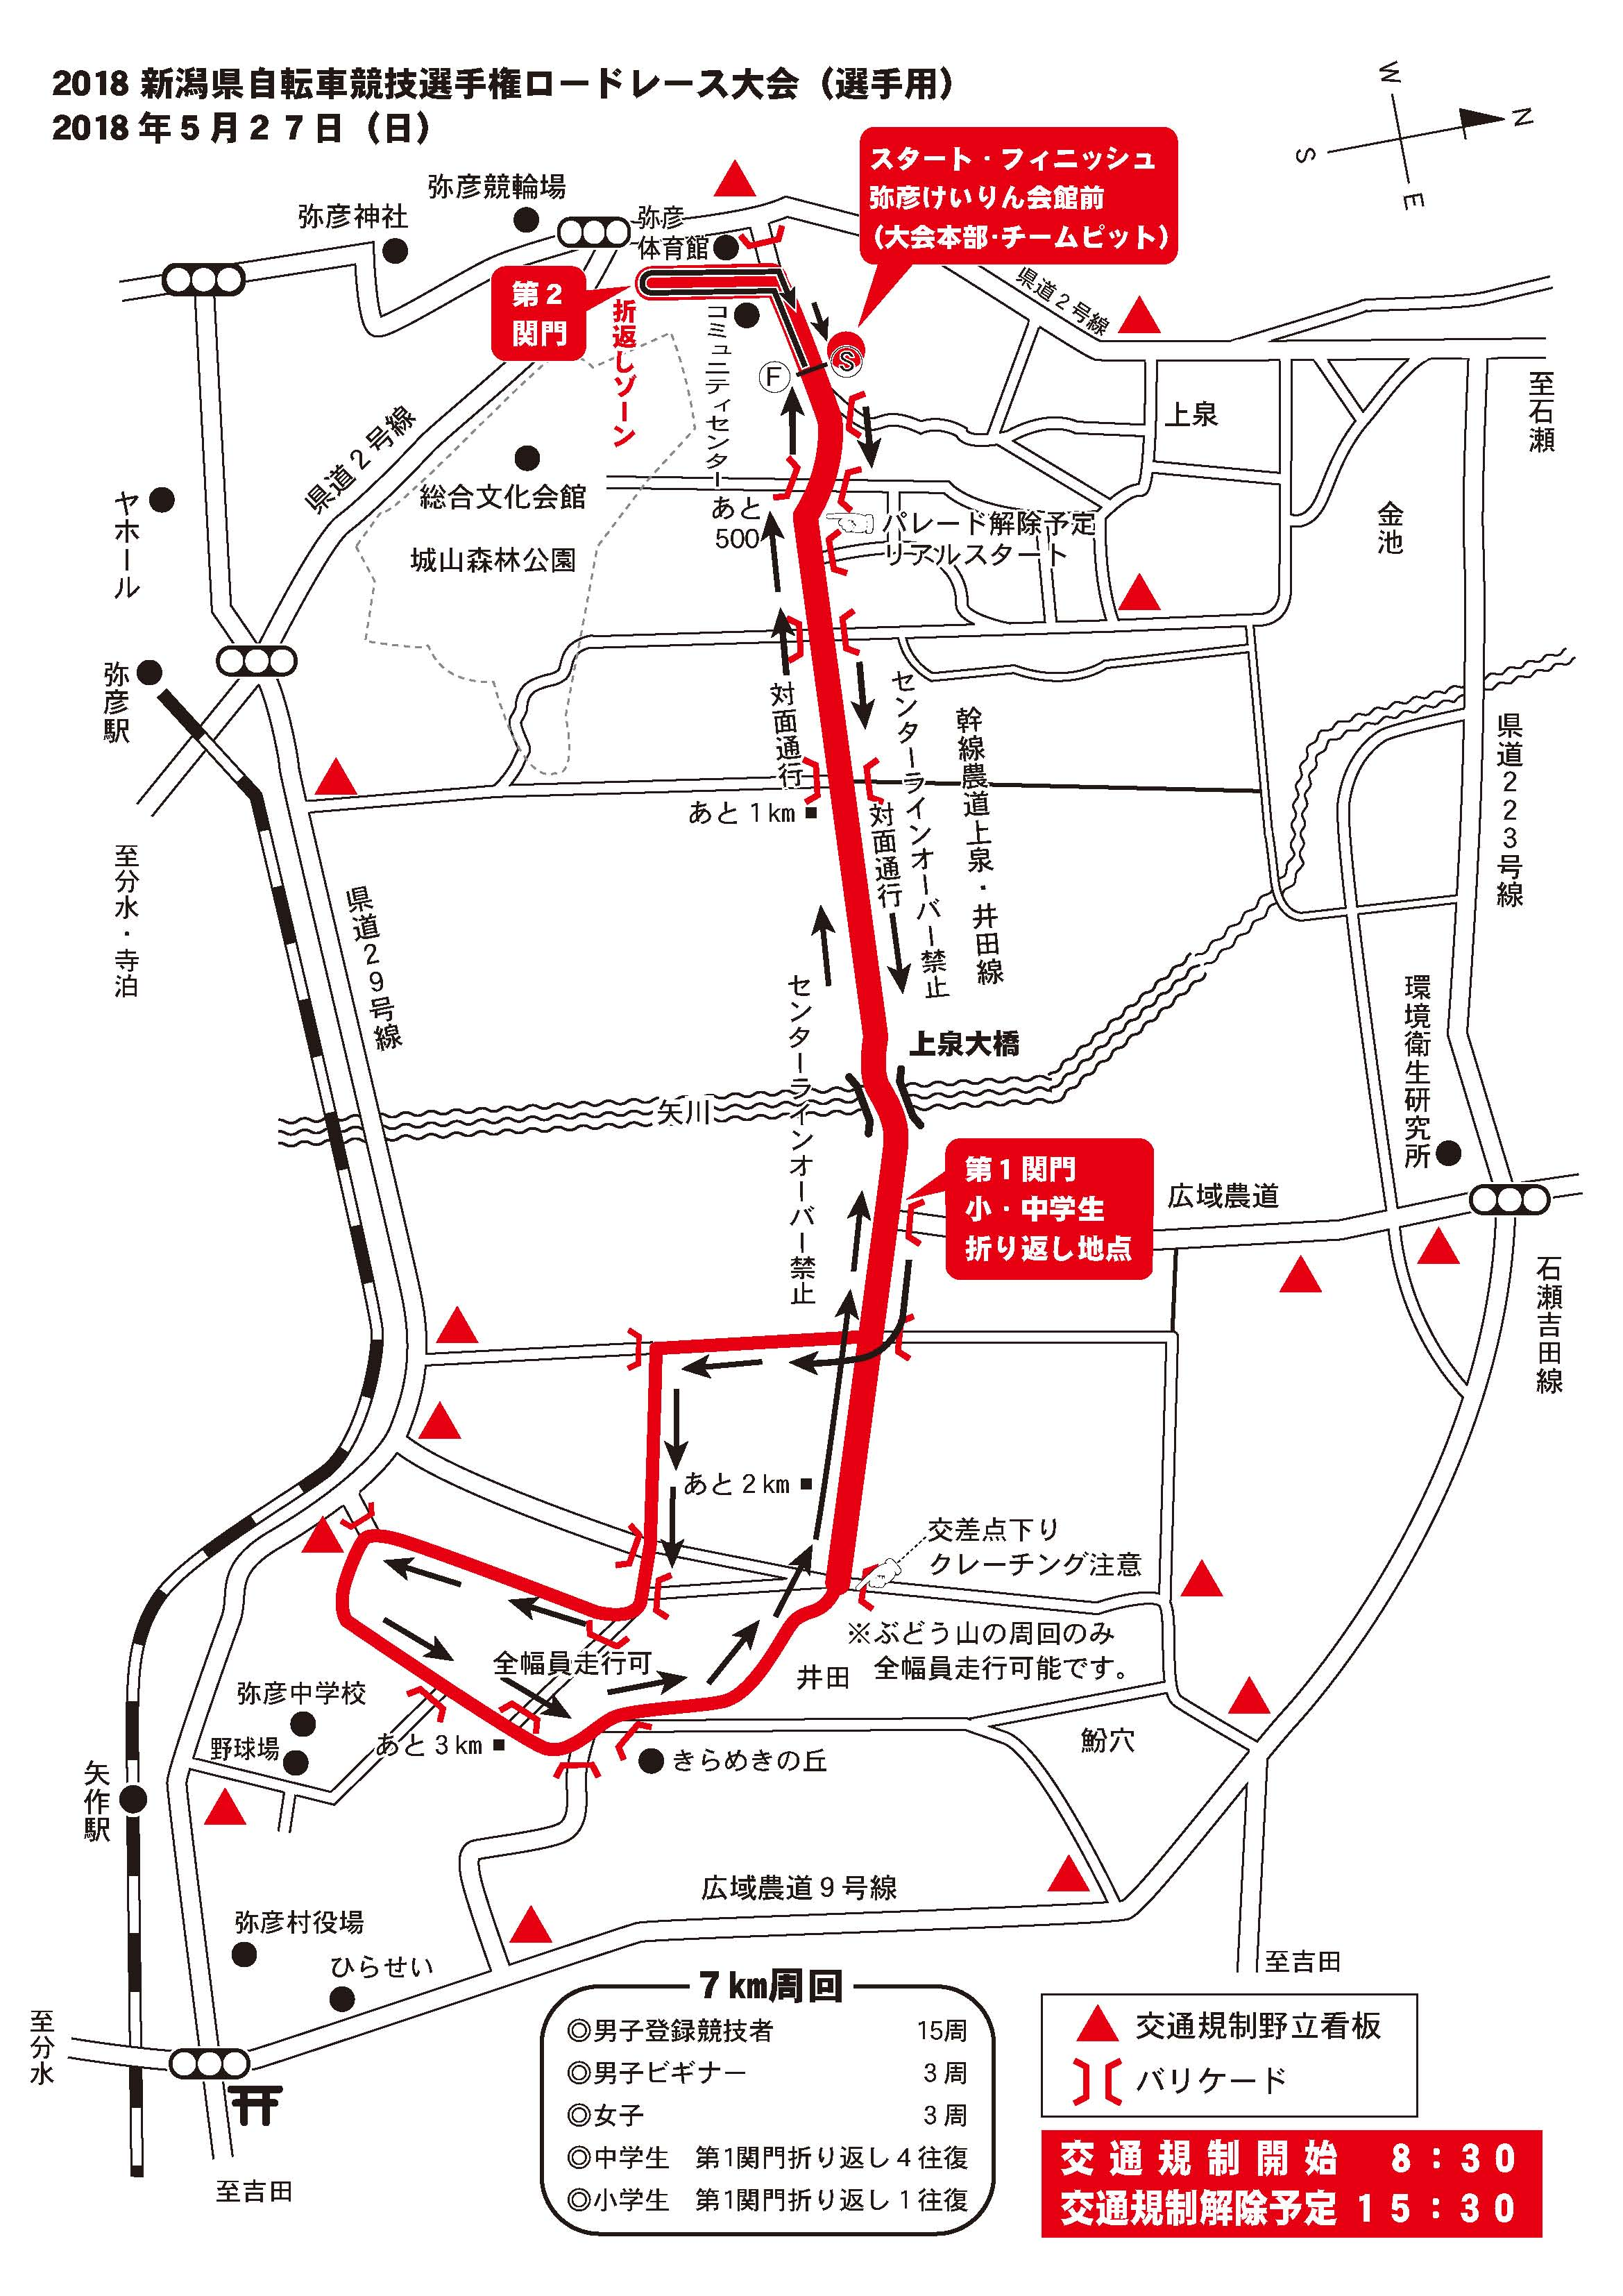 2018 新潟県自転車競技選手権ロードレース大会（選手用）
2018 年５月２７日（日）
W
N
S
E
スタート・フィニッシュ
弥彦けいりん会館前
（大会本部・チームピット）
弥彦競輪場
弥彦神社
弥彦
体育館
第２
関門
折返しゾーン
コミュニティセンター
県道２号線
F
S
至石瀬
上泉
県道２号線
総合文化会館
城山森林公園
あと
500
パレード解除予定
リアルスタート
金池
ヤホール
弥彦駅
対面通行
センターラインオーバー禁止
幹線農道上泉・井田線
県道２２３号線
あと１km
対面通行
至分水・寺泊
県道２９号線
センターラインオーバー禁止
上泉大橋
環境衛生研究所
矢川
第１関門
小・中学生
折り返し地点
広域農道
石瀬吉田線
あと２km
交差点下り
クレーチング注意
※ぶどう山の周回のみ
全幅員走行可能です。
全幅員走行可
井田
弥彦中学校
野球場
あと３km
きらめきの丘
鮒穴
矢作駅
広域農道９号線
弥彦村役場
ひらせい
至吉田
至分水
至吉田
７km周回
◎男子登録競技者 15周
◎男子ビギナー ３周
◎女子 ３周
◎中学生 第1関門折り返し４往復
◎小学生 第1関門折り返し１往復
交通規制野立看板
バリケード
交通規制開始 ８：３０
交通規制解除予定 １５：３０